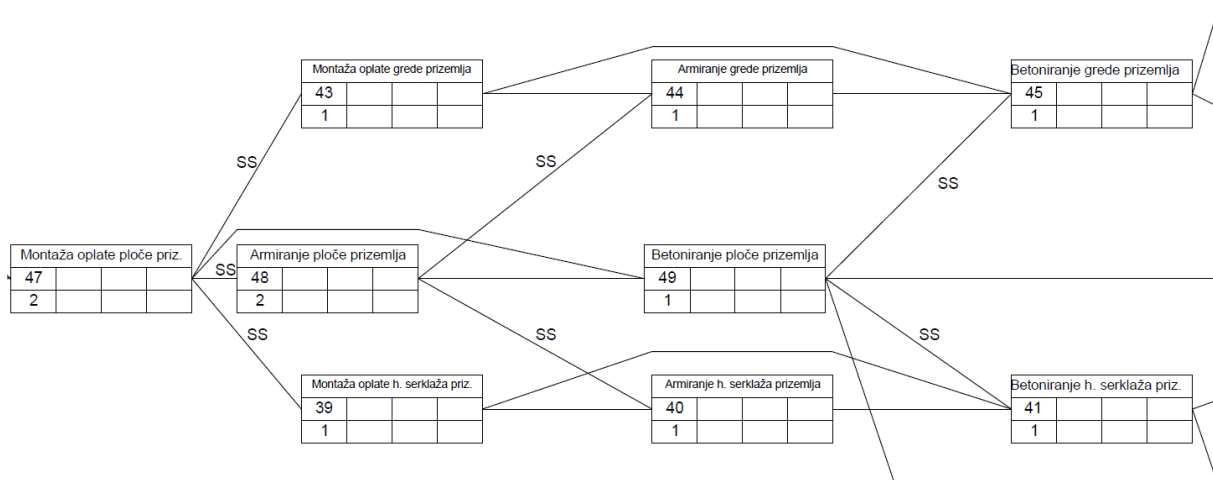 Montaža oplate grede prizemlja
43
1
Armiranje grede prizemlja
44
1
Betoniranje grede prizemlja
45
1
SS
SS
SS
Montaža oplate ploče priz.
47
2
SS
Armiranje ploče prizemlja
48
2
Betoniranje ploče prizemlja
49
1
SS
SS
SS
Montaža oplate h. serklaža priz.
39
1
Armiranje h. serklaža prizemlja
40
1
Betoniranje h. serklaža priz.
41
1